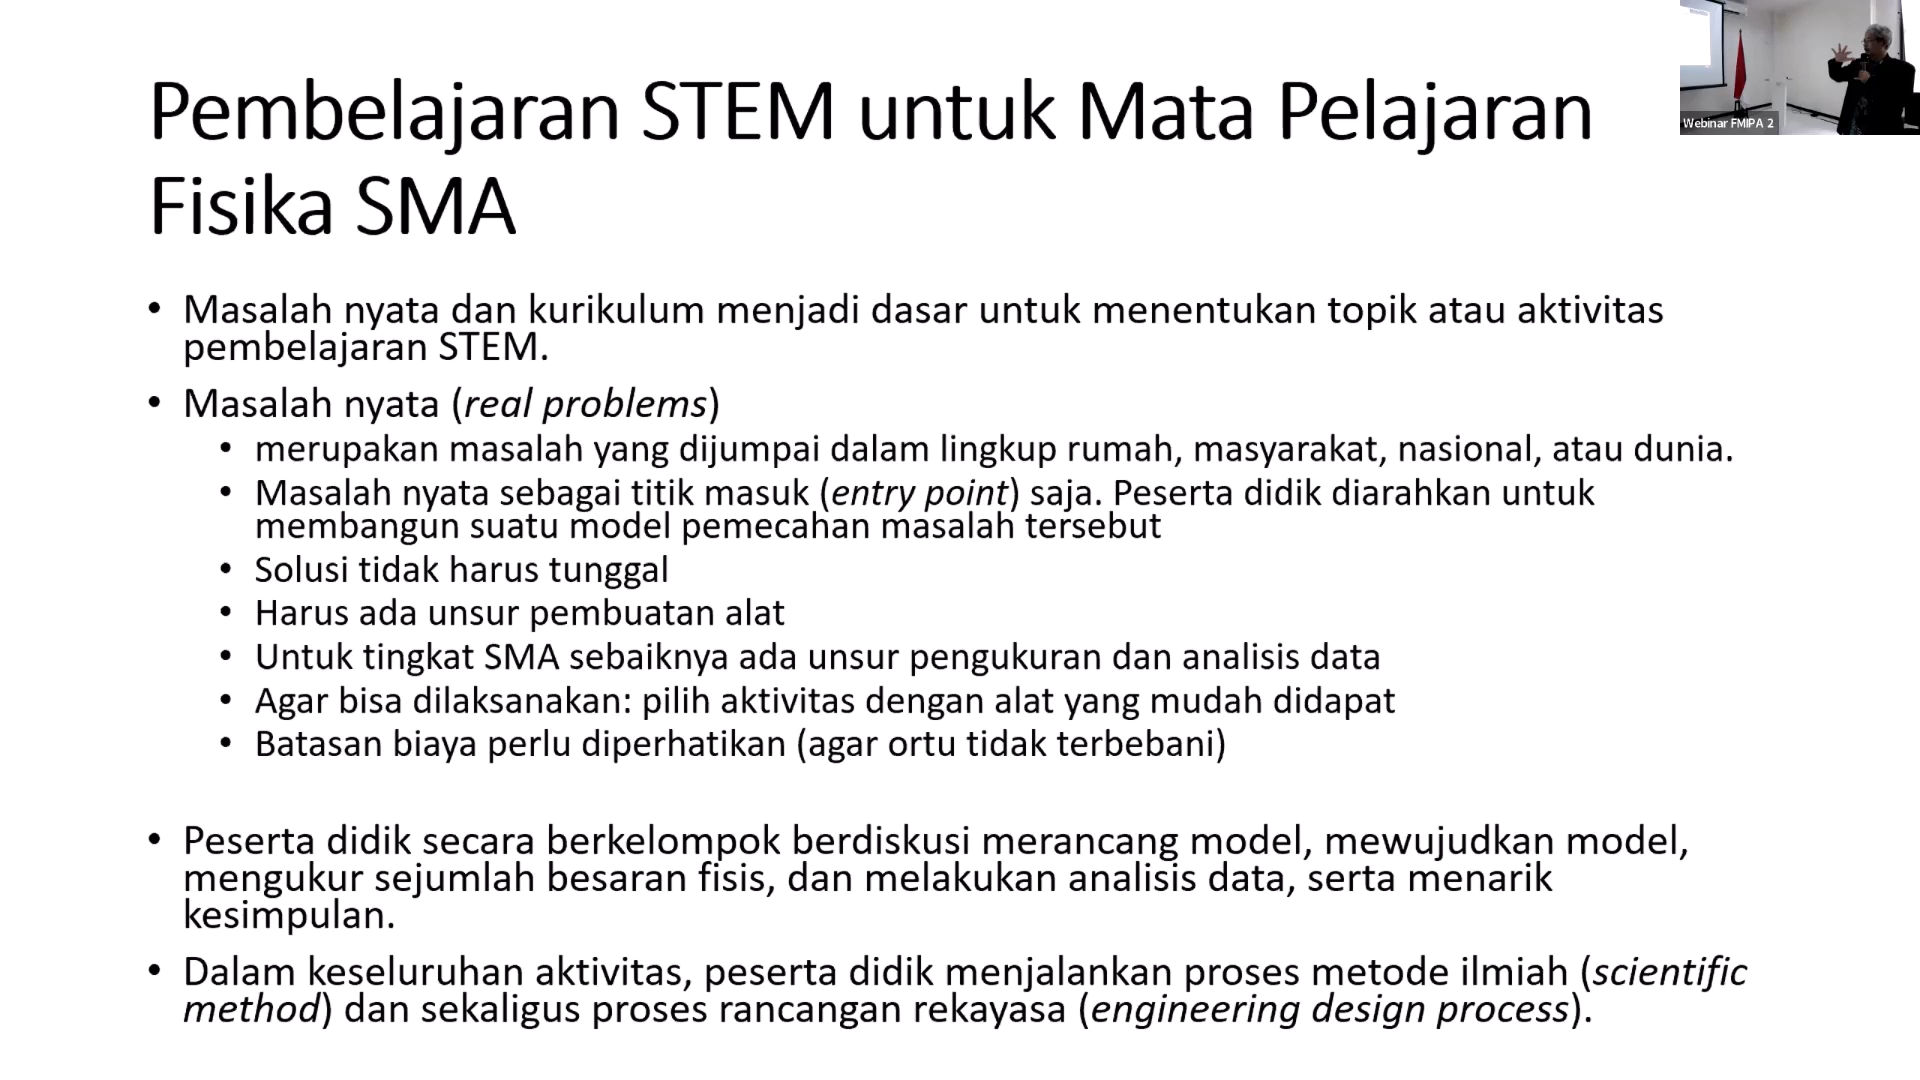 Pembelajaran STEM untuk Mata Pelajaran
Fisika SMA
Webinar FMIPA 2
• Masalah nyata dan kurikulum menjadi dasar untuk menentukan topik atau aktivitas
pembelajaran STEM.
• Masalah nyata (real problems)
• merupakan masalah yang dijumpai dalam lingkup rumah, masyarakat, nasional, atau dunia.
• Masalah nyata sebagai titik masuk (entry point) saja. Peserta didik diarahkan untuk
membangun suatu model pemecahan masalah tersebut
• Solusi tidak harus tunggal
• Harus ada unsur pembuatan alat
• Untuk tingkat SMA sebaiknya ada unsur pengukuran dan analisis data
• Agar bisa dilaksanakan: pilih aktivitas dengan alat yang mudah didapat
• Batasan biaya perlu diperhatikan (agar ortu tidak terbebani)
• Peserta didik secara berkelompok berdiskusi merancang model, mewujudkan model,
mengukur sejumlah besaran fisis, dan melakukan analisis data, serta menarik
kesimpulan.
• Dalam keseluruhan aktivitas, peserta didik menjalankan proses metode ilmiah (scientific
method) dan sekaligus proses rancangan rekayasa (engineering design process).